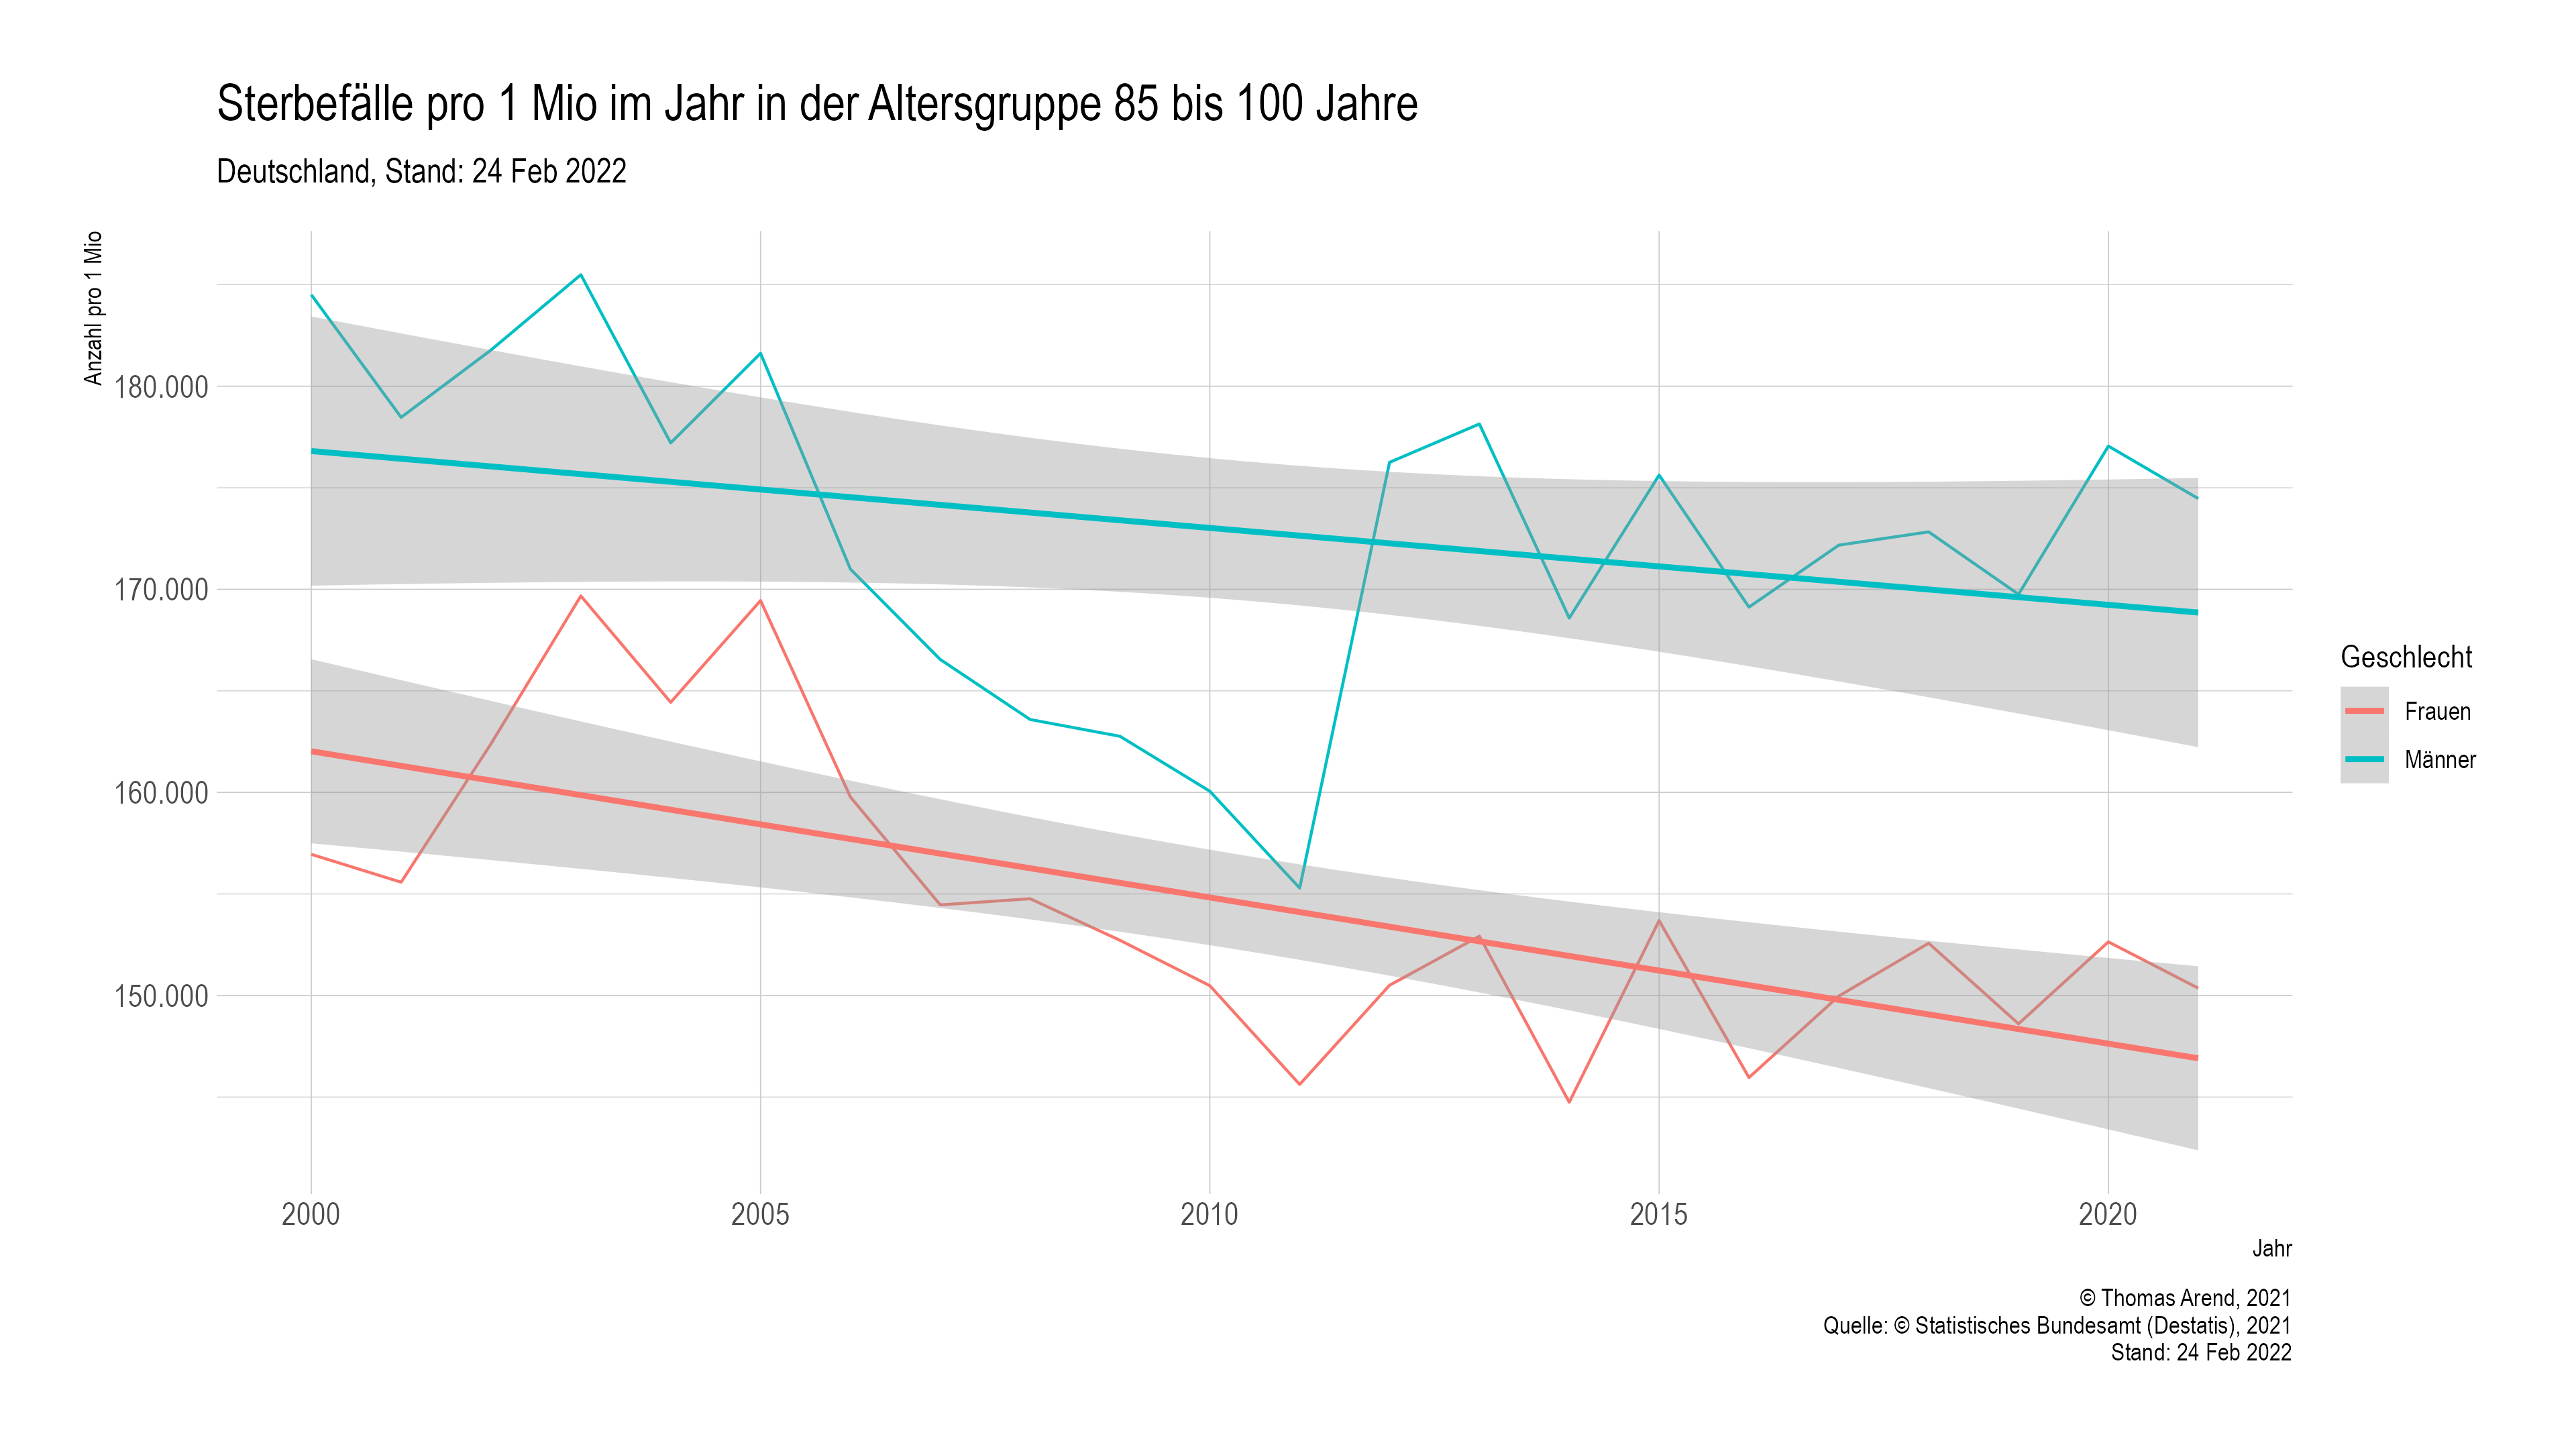 Sterbefälle pro 1 Mio im Jahr in der Altersgruppe 85 bis 100 Jahre
Deutschland, Stand: 24 Feb 2022
Anzahl pro 1 Mio
180.000
170.000
160.000
150.000
2000
2005
2010
2015
2020
Jahr
Geschlecht
Frauen
Männer
© Thomas Arend, 2021
Quelle: © Statistisches Bundesamt (Destatis), 2021
Stand: 24 Feb 2022